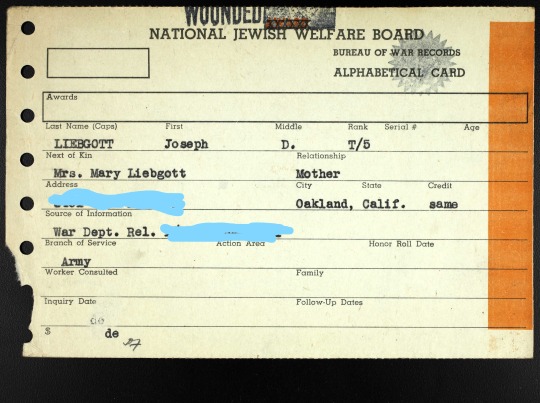 WOUNDED
NATIONAL JEWISH WELFARE BOARD
BUREAU OF WAR RECORDS
ALPHABETICAL CARD
Awards
Last Name (Caps) First Middle Rank Serial # Age
LIEBGOTT Joseph D. T/5
Next of Kin Relationship
Mrs. Mary Liebgott Mother
Address City State Credit
Oakland, Calif. same
Source of Information
War Dept. Rel.
Branch of Service Action Area Honor Roll Date
Army
Worker Consulted Family
Inquiry Date Follow-Up Dates
de
$ de
27